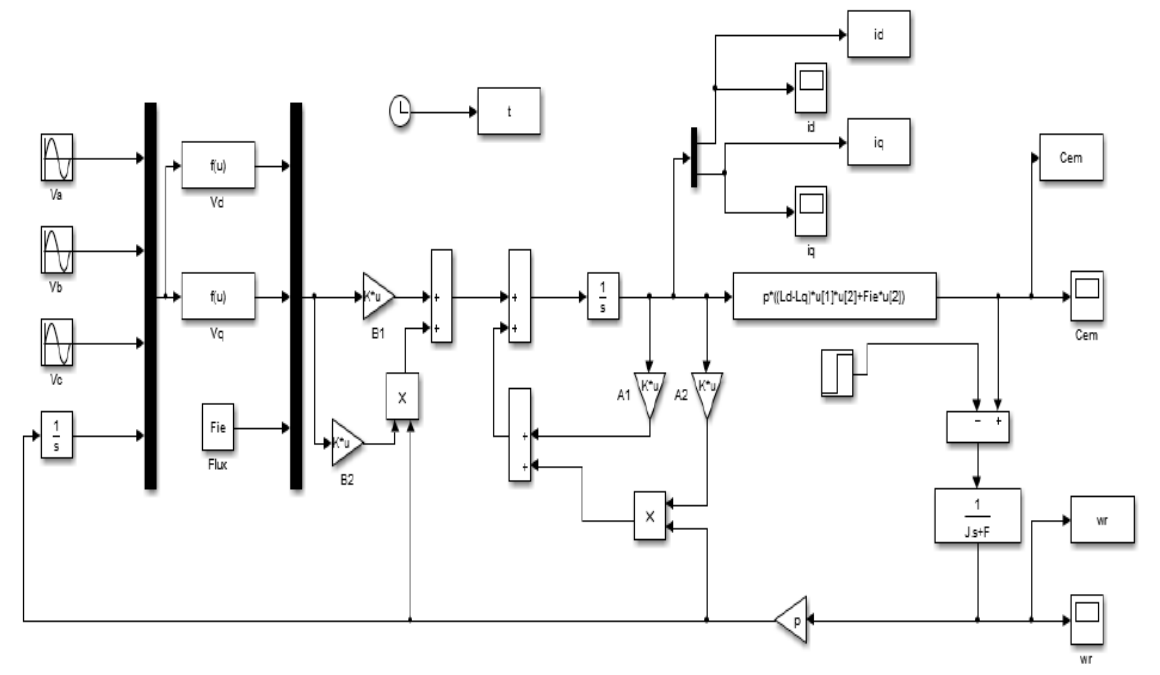 id
id
t
iq
iq
Va
f(u)
Vd
Cem
Vb
f(u)
Vq
K*u
B1
+
+
+
+
1
s
p*((Ld-Lq)*u[1]*u[2]+Fie*u[2])
Cem
Vc
X
A1
K*u
A2
K*u
1
s
Fie
Flux
K*u
B2
+
+
X
- +
1
J.s+F
wr
p
wr